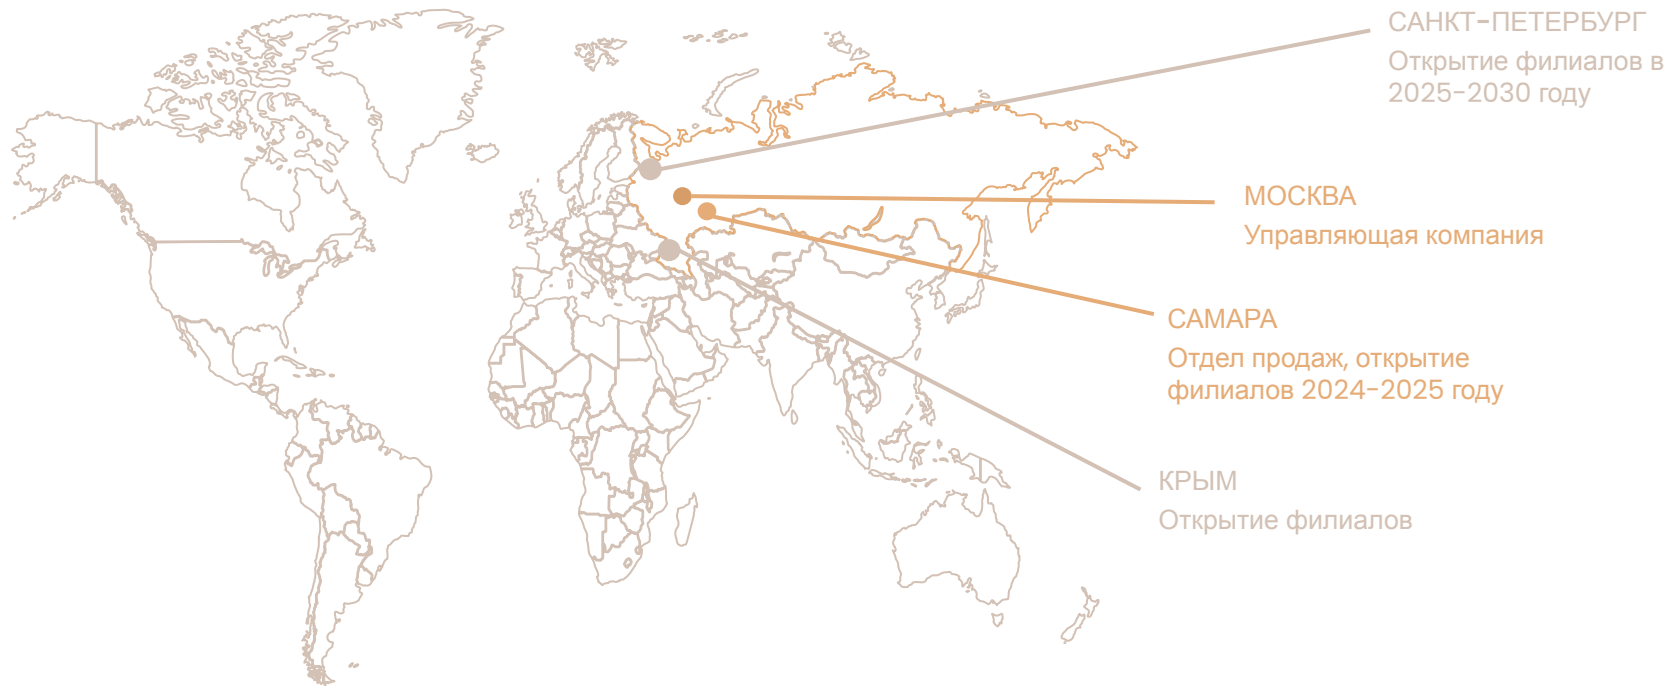 САНКТ-ПЕТЕРБУРГ
Открытие филиалов в
2025-2030 году
МОСКВА
Управляющая компания
САМАРА
Отдел продаж, открытие
филиалов 2024-2025 году
КРЫМ
Открытие филиалов